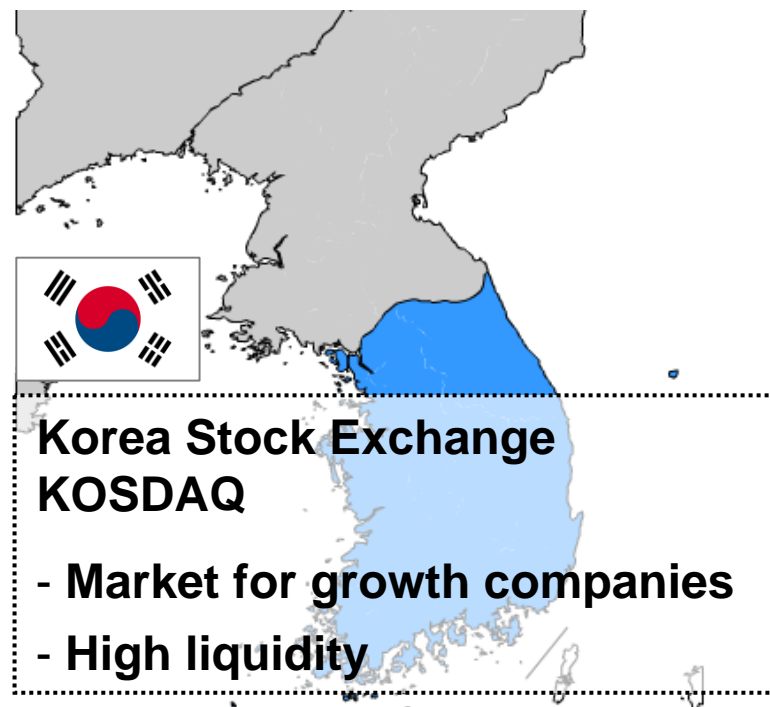 Korea Stock Exchange
KOSDAQ
- Market for growth companies
- High liquidity